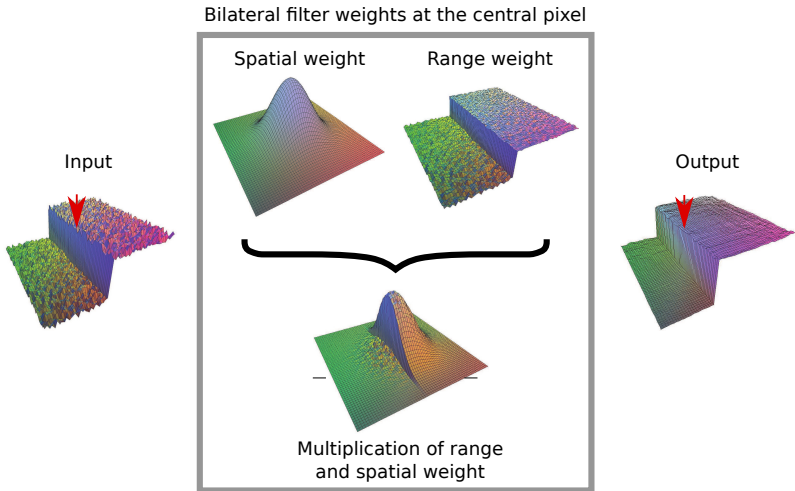 Bilateral filter weights at the central pixel
Spatial weight
Range weight
Input
Output
Multiplication of range
and spatial weight